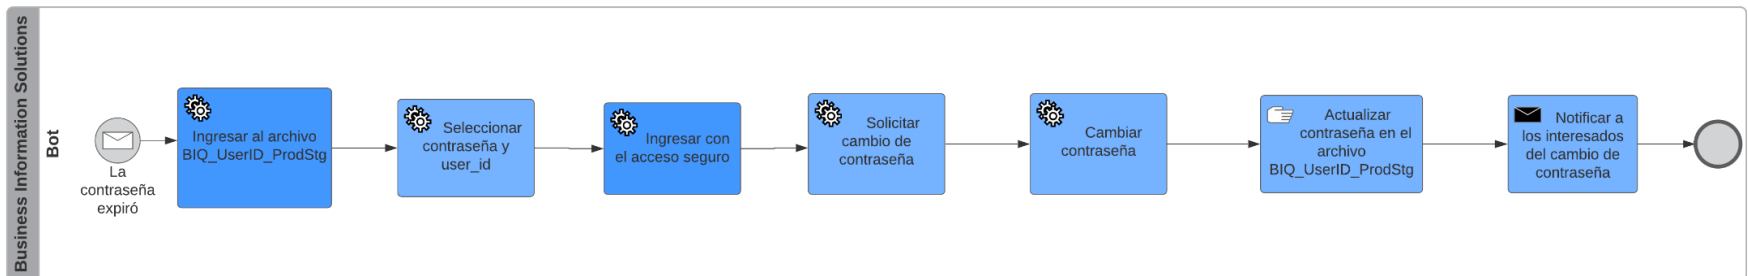 Business Information Solutions
Bot
La
contraseña
expiró
Ingresar al archivo
BIQ_UserID_ProdStg
Seleccionar
contraseña y
user_id
Ingresar con
el acceso seguro
Solicitar
cambio de
contraseña
Cambiar
contraseña
Actualizar
contraseña en el
archivo
BIQ_UserID_ProdStg
Notificar a
los interesados
del cambio de
contraseña